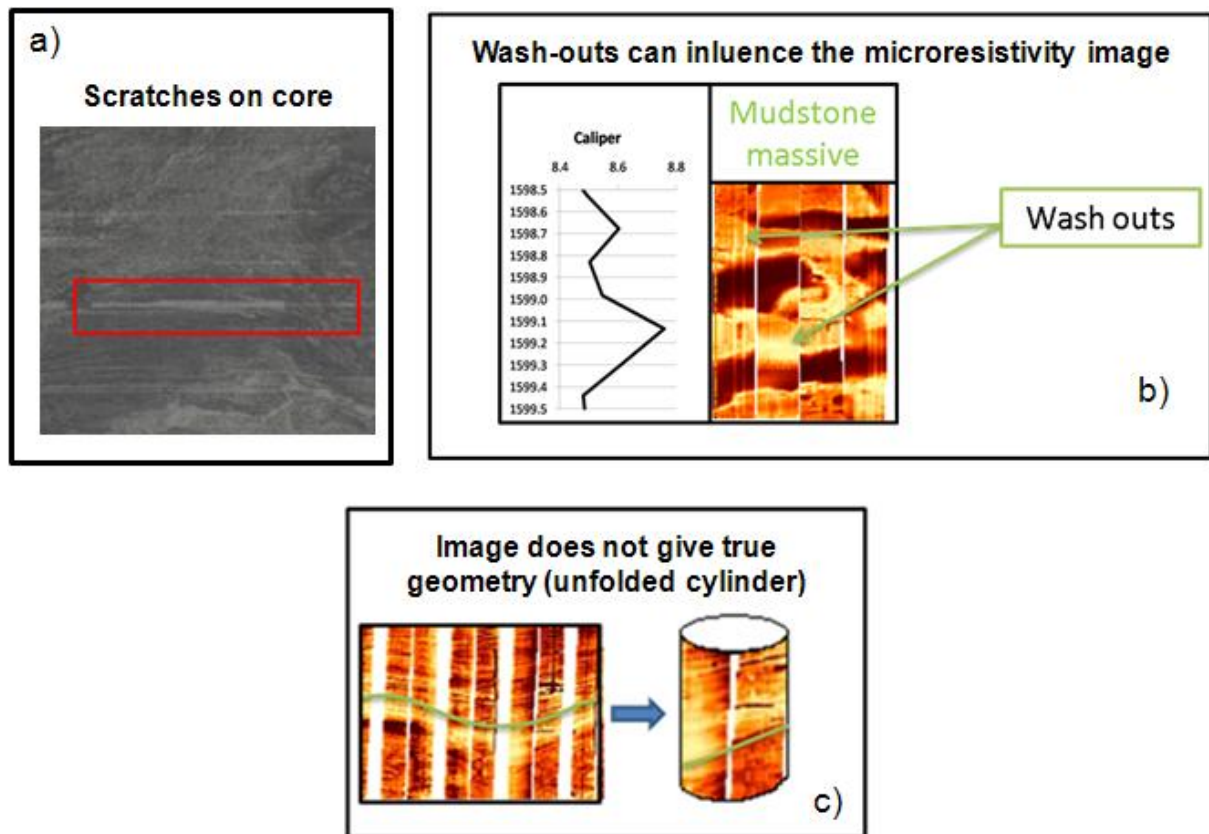 a)
Scratches on core
Wash-outs can inluence the microresistivity image
Caliper
8.4 8.6 8.8
1598.5
1598.6
1598.7
1598.8
1598.9
1599.0
1599.1
1599.2
1599.3
1599.4
1599.5
Mudstone
massive
Wash outs
b)
Image does not give true
geometry (unfolded cylinder)
c)